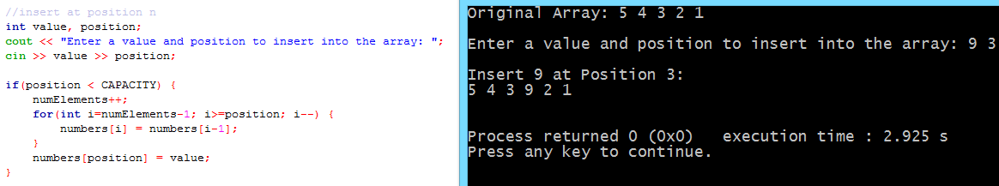 //insert at position n
int value, position;
cout << "Enter a value and position to insert into the array: ";
cin >> value >> position;
if(position < CAPACITY) {
numElements++;
for(int i=numElements-1; i>=position; i--) {
numbers[i] = numbers[i-1];
}
numbers[position] = value;
}
Original Array: 5 4 3 2 1
Enter a value and position to insert into the array: 9 3
Insert 9 at Position 3:
5 4 3 9 2 1
Process returned 0 (0x0) execution time : 2.925 s
Press any key to continue.